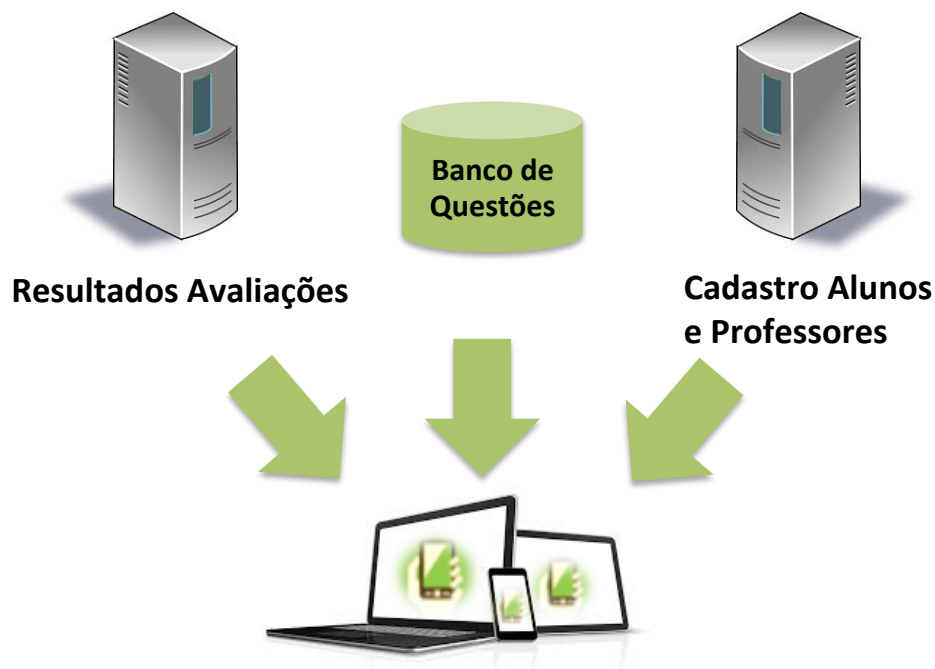 Banco de
Questões
Resultados Avaliações
Cadastro Alunos
e Professores